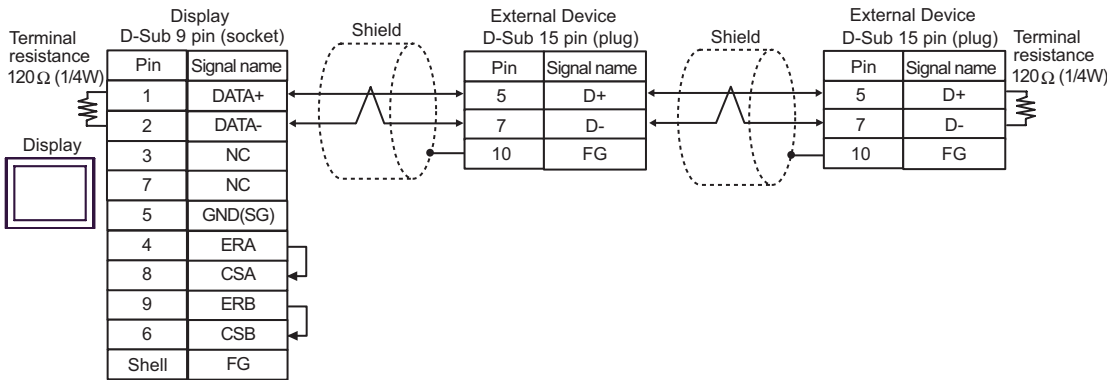 Display
D-Sub 9 pin (socket)
Terminal
resistance
120Ω (1/4W)
Pin Signal name
1 DATA+
2 DATA-
3 NC
7 NC
5 GND(SG)
4 ERA
8 CSA
9 ERB
6 CSB
Shell FG
Display
Shield
External Device
D-Sub 15 pin (plug)
Pin Signal name
5 D+
7 D-
10 FG
Shield
External Device
D-Sub 15 pin (plug)
Pin Signal name
5 D+
7 D-
10 FG
Terminal
resistance
120Ω (1/4W)